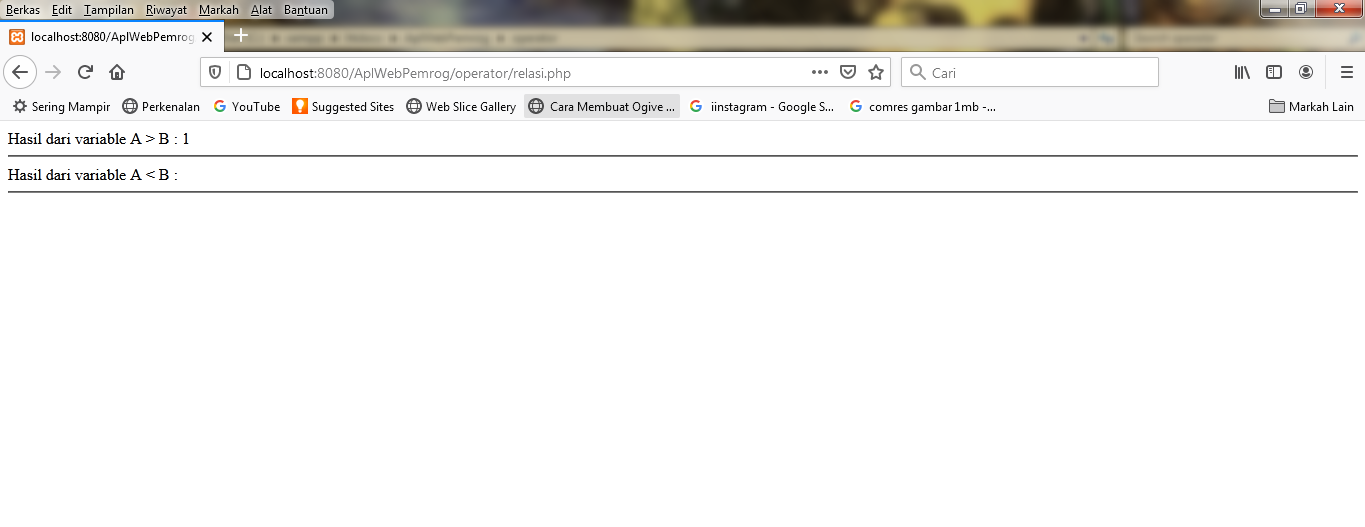 Berkas Edit Tampilan Riwayat Markah Alat Bantuan
localhost:8080/AplWebPemrog
localhost:8080/AplWebPemrog/operator/relasi.php
Cari
Sering Mampir Perkenalan YouTube Suggested Sites Web Slice Gallery Cara Membuat Ogive ... iinstagram - Google S... comres gambar 1mb -... Markah Lain
Hasil dari variable A > B : 1
Hasil dari variable A < B :